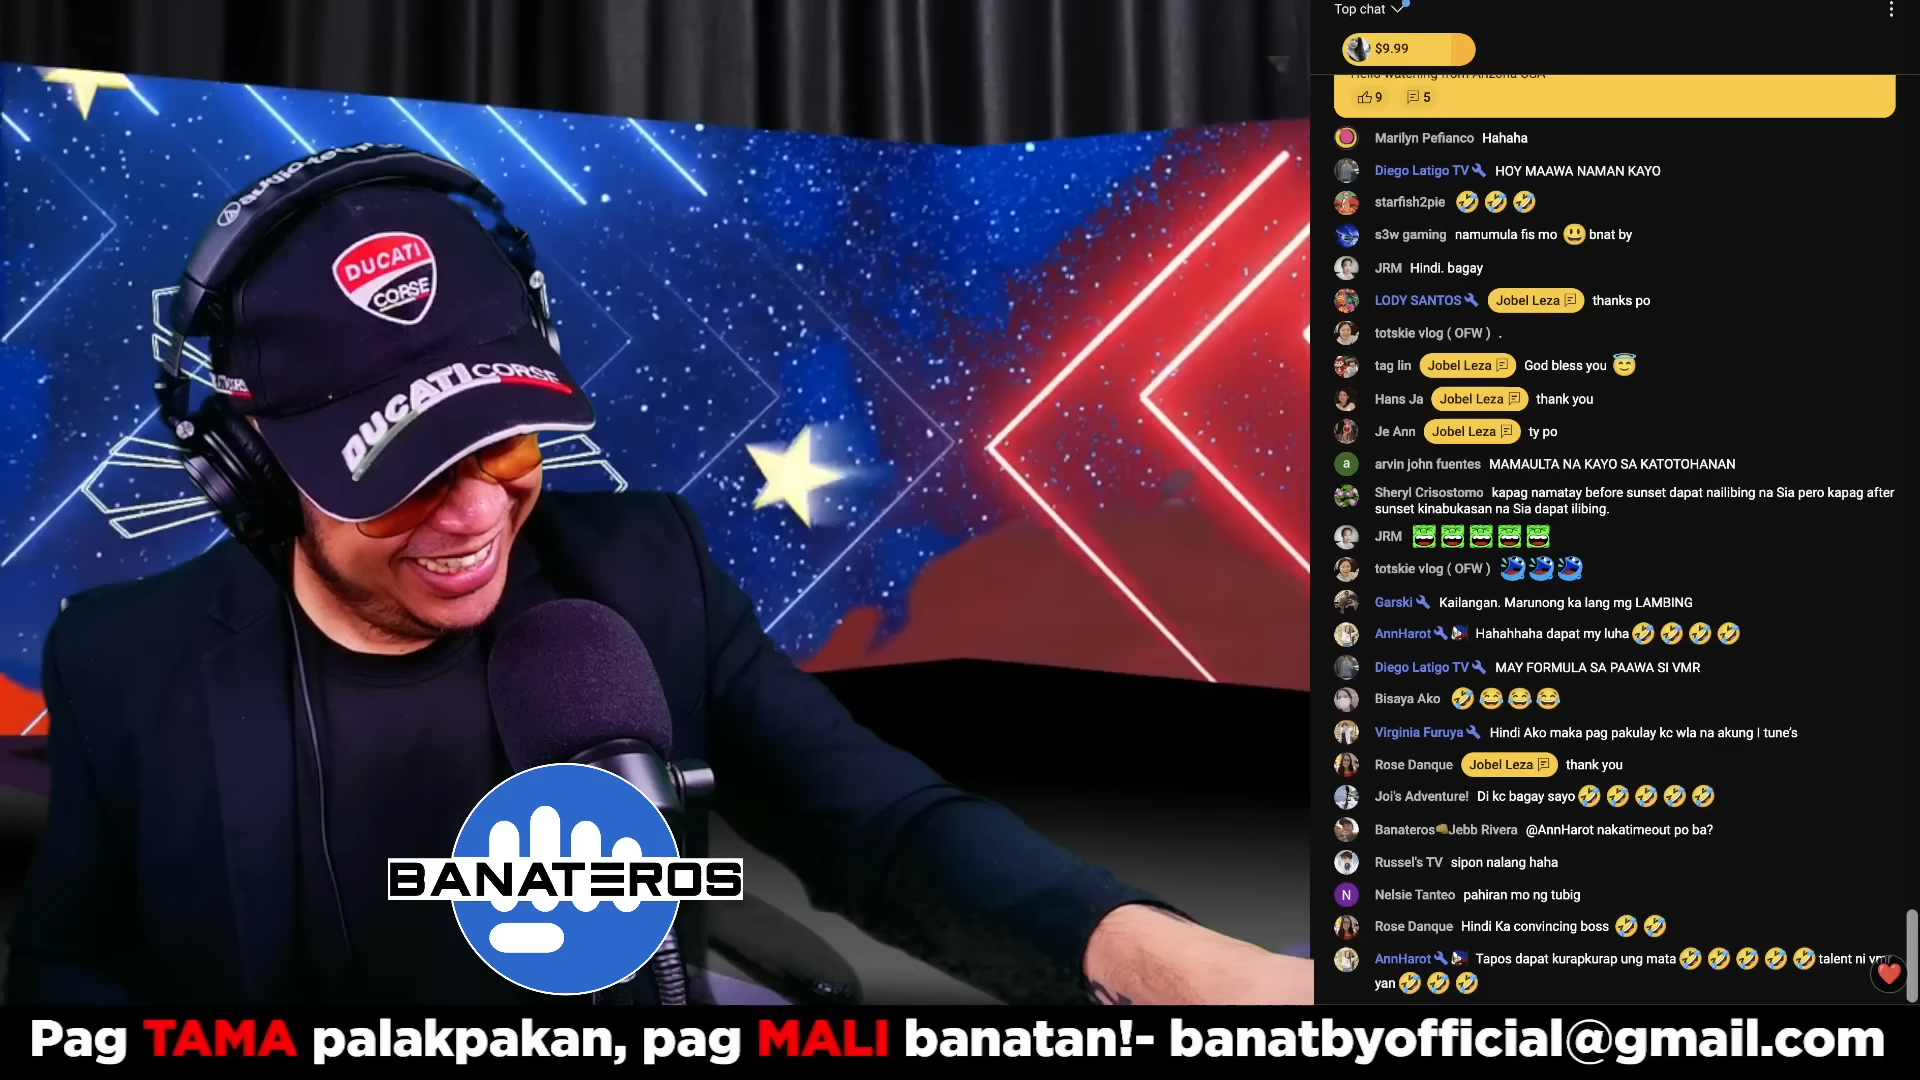 audio-technica
DUCATI
CORSE
DUCATI CORSE
BANATEROS
Top chat
$9.99
Hello watching from Arizona USA
9 5
Marilyn Pefianco Hahaha
Diego Latigo TV HOY MAAWA NAMAN KAYO
starfish2pie 🤣🤣🤣
s3w gaming namumula fis mo 😃 bnat by
JRM Hindi. bagay
LODY SANTOS Jobel Leza thanks po
totskie vlog ( OFW ) .
tag lin Jobel Leza God bless you 😇
Hans Ja Jobel Leza thank you
Je Ann Jobel Leza ty po
a arvin john fuentes MAMAULTA NA KAYO SA KATOTOHANAN
Sheryl Crisostomo kapag namatay before sunset dapat nailibing na Sia pero kapag after
sunset kinabukasan na Sia dapat ilibing.
JRM
totskie vlog ( OFW )
Garski Kailangan. Marunong ka lang mg LAMBING
AnnHarot Hahahhaha dapat my luha 🤣🤣🤣🤣
Diego Latigo TV MAY FORMULA SA PAAWA SI VMR
Bisaya Ako 🤣😂😂😂
Virginia Furuya Hindi Ako maka pag pakulay kc wla na akung I tune's
Rose Danque Jobel Leza thank you
Joi's Adventure! Di kc bagay sayo🤣🤣🤣🤣🤣
Banateros👊Jebb Rivera @AnnHarot nakatimeout po ba?
Russel's TV sipon nalang haha
N Nelsie Tanteo pahiran mo ng tubig
Rose Danque Hindi Ka convincing boss 🤣🤣
AnnHarot Tapos dapat kurapkurap ung mata🤣🤣🤣🤣🤣talent ni vmr
yan🤣🤣🤣
Pag TAMA palakpakan, pag MALI banatan!- banatbyofficial@gmail.com